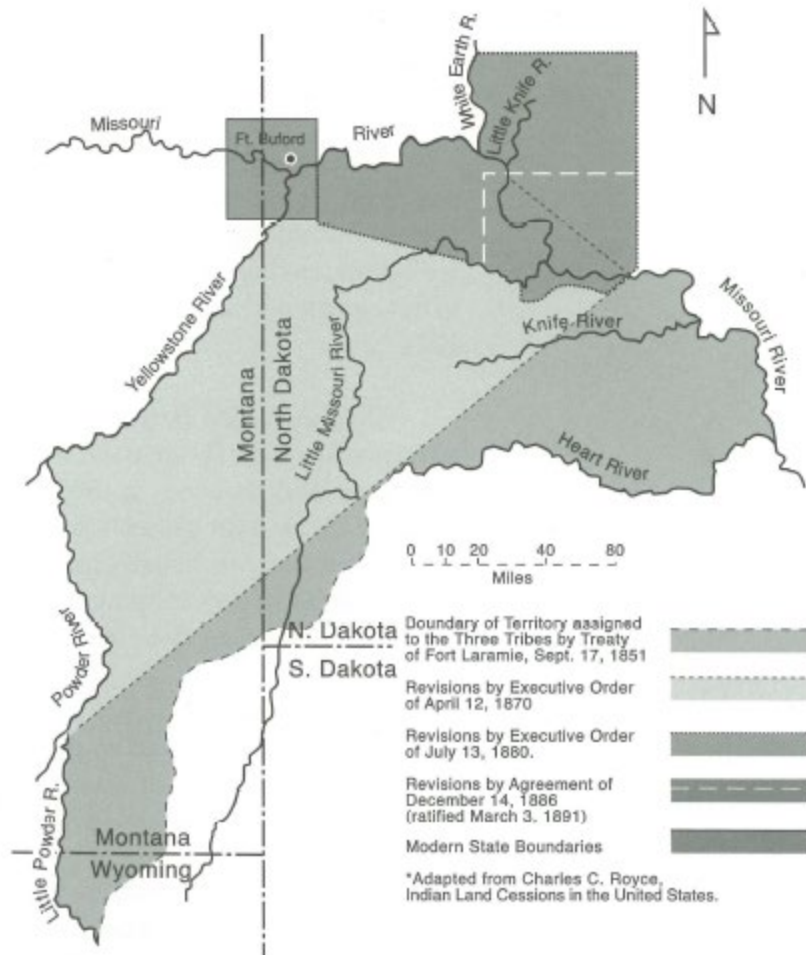 White Earth R.
Little Knife R.
N
Missouri
River
Ft. Buford
Yellowstone River
Montana
North Dakota
Little Missouri River
Knife River
Missouri River
Heart River
0 10 20 40 80
Miles
N. Dakota
S. Dakota
Powder River
Little Powder R.
Montana
Wyoming
Boundary of Territory assigned
to the Three Tribes by Treaty
of Fort Laramie, Sept. 17, 1851
Revisions by Executive Order
of April 12, 1870
Revisions by Executive Order
of July 13, 1880.
Revisions by Agreement of
December 14, 1886
(ratified March 3. 1891)
Modern State Boundaries
*Adapted from Charles C. Royce,
Indian Land Cessions in the United States.